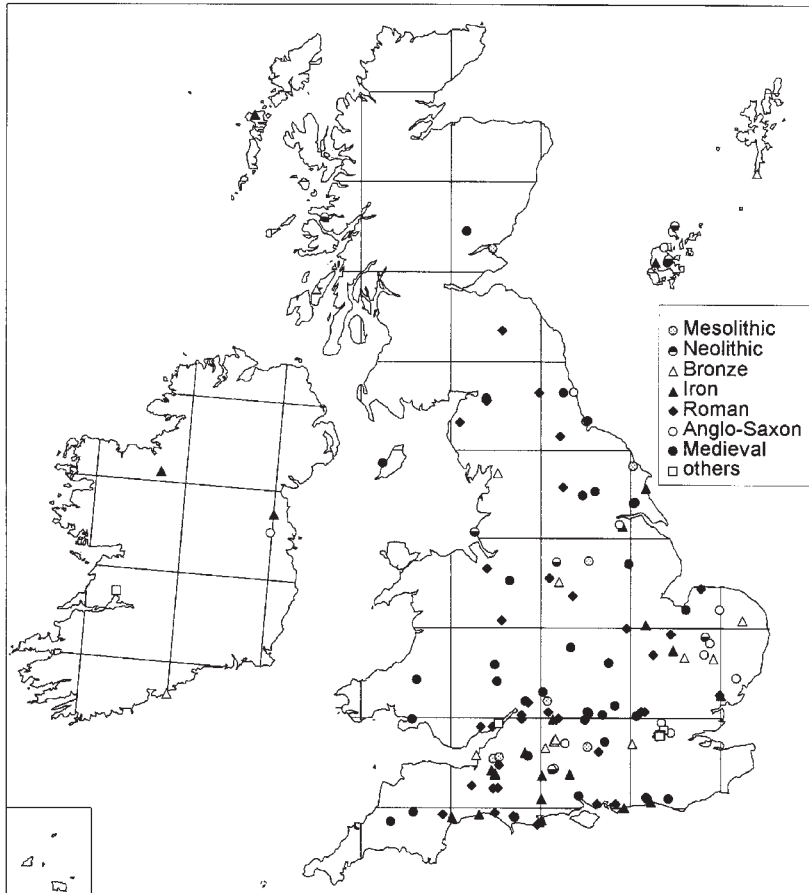 Mesolithic
Neolithic
Bronze
Iron
Roman
Anglo-Saxon
Medieval
others